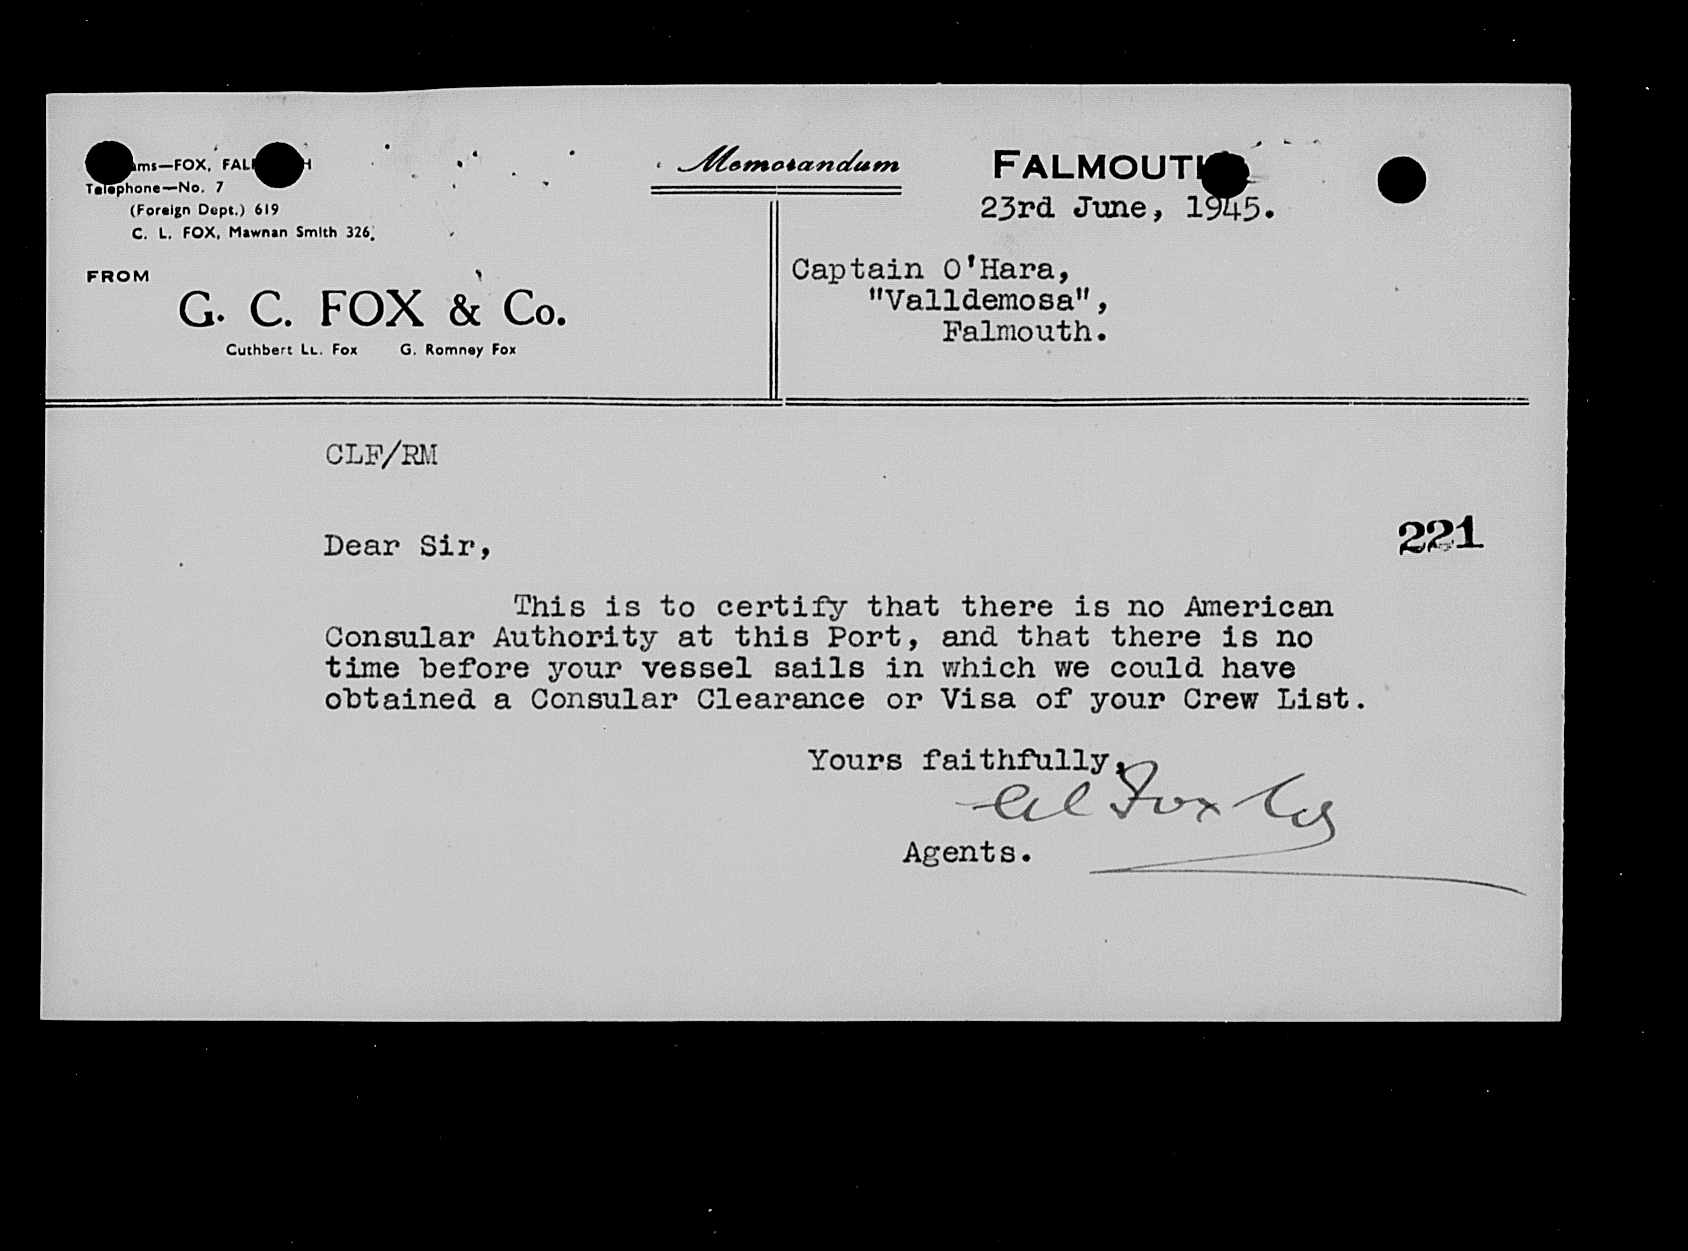 ms—FOX, FAL
Telephone—No. 7
(Foreign Dept.) 619
C. L. FOX, Mawnan Smith 326.
FROM
G. C. FOX & Co.
Cuthbert LL. Fox G. Romney Fox
Memorandum
FALMOUTH
23rd June, 1945.
Captain O'Hara,
"Valldemosa",
Falmouth.
CLF/RM
221
Dear Sir,
This is to certify that there is no American
Consular Authority at this Port, and that there is no
time before your vessel sails in which we could have
obtained a Consular Clearance or Visa of your Crew List.
Yours faithfully,
Fox
Agents.